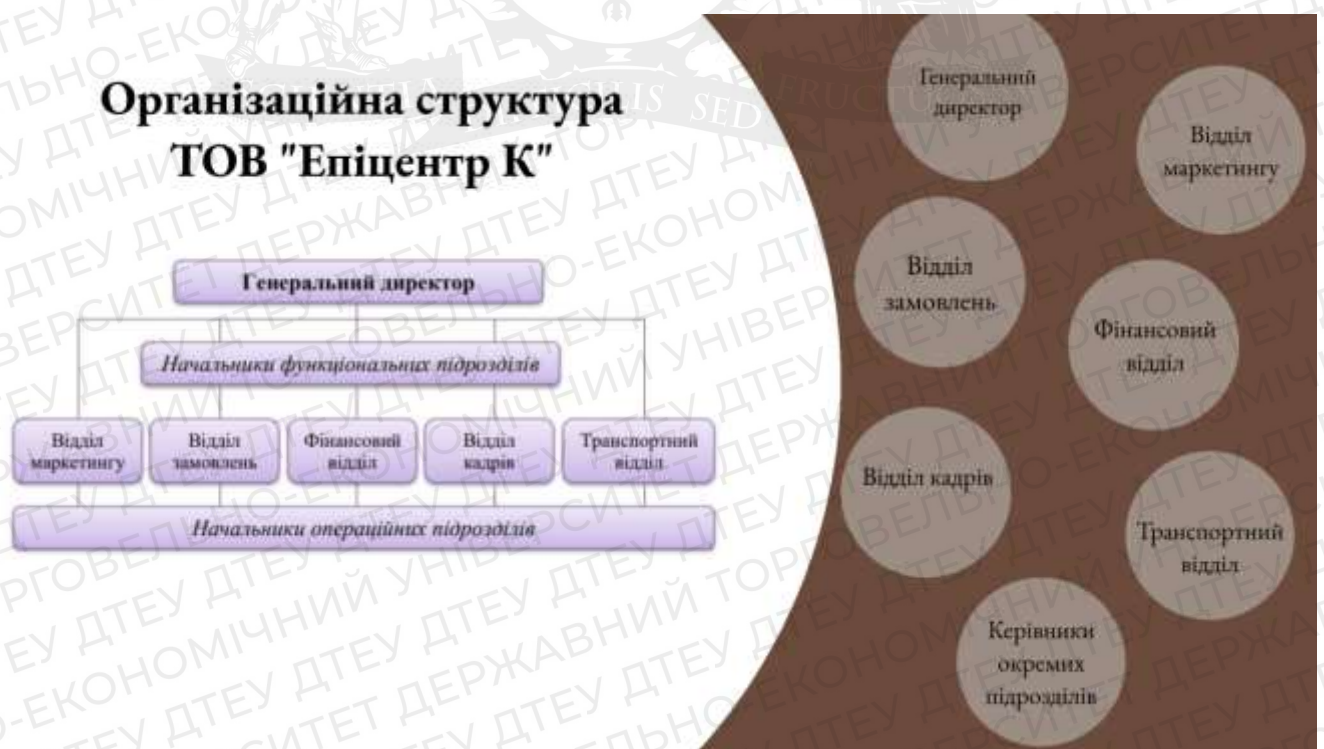 Організаційна структура
ТОВ "Епіцентр К"
Генеральний директор
Начальники функціональних підрозділів
Відділ
маркетингу
Відділ
замовлень
Фінансовий
відділ
Відділ
кадрів
Транспортний
відділ
Начальники операційних підрозділів
Генеральний
директор
Відділ
маркетингу
Відділ
замовлень
Фінансовий
відділ
Відділ кадрів
Транспортний
відділ
Керівники
окремих
підрозділів